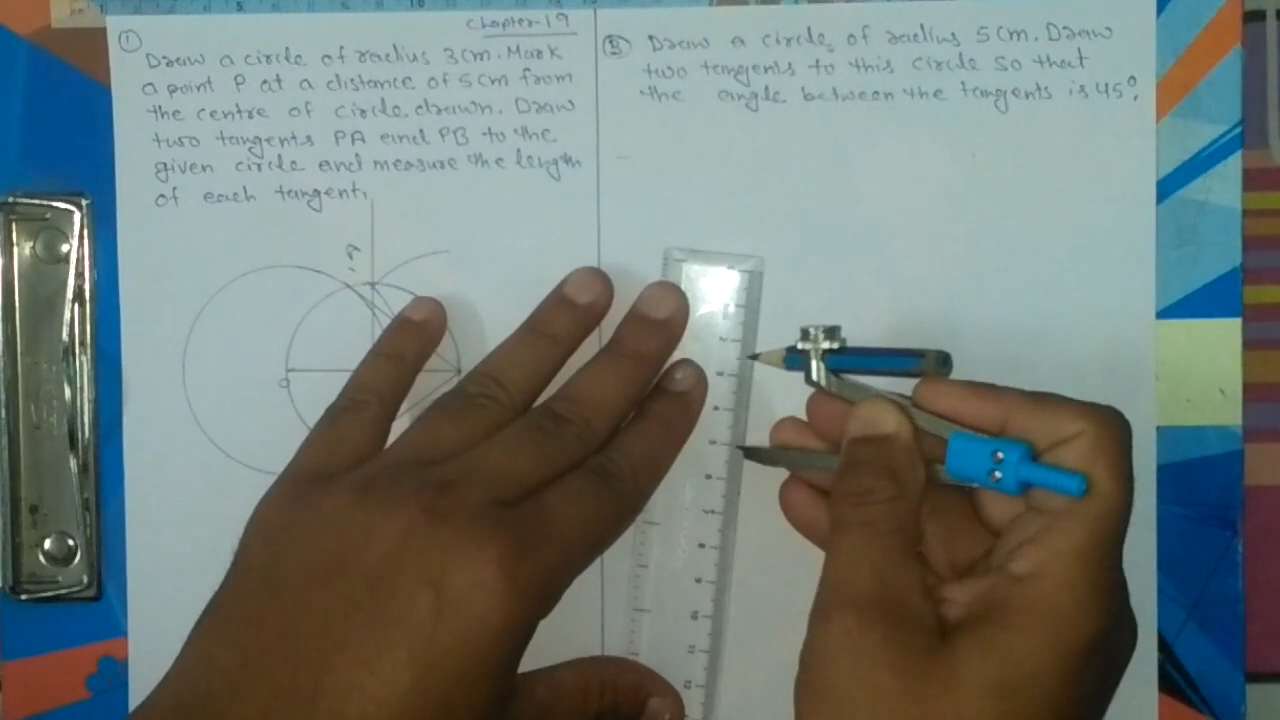 Chapter-19
①
Draw a circle of radius 3cm. Mark
a point P at a distance of 5cm from
the centre of circle drawn. Draw
two tangents PA and PB to the
given circle and measure the length
of each tangent.
Draw a circle of radius 5cm. Draw
two tangents to this circle so that
the angle between the tangents is 45°.
5
10